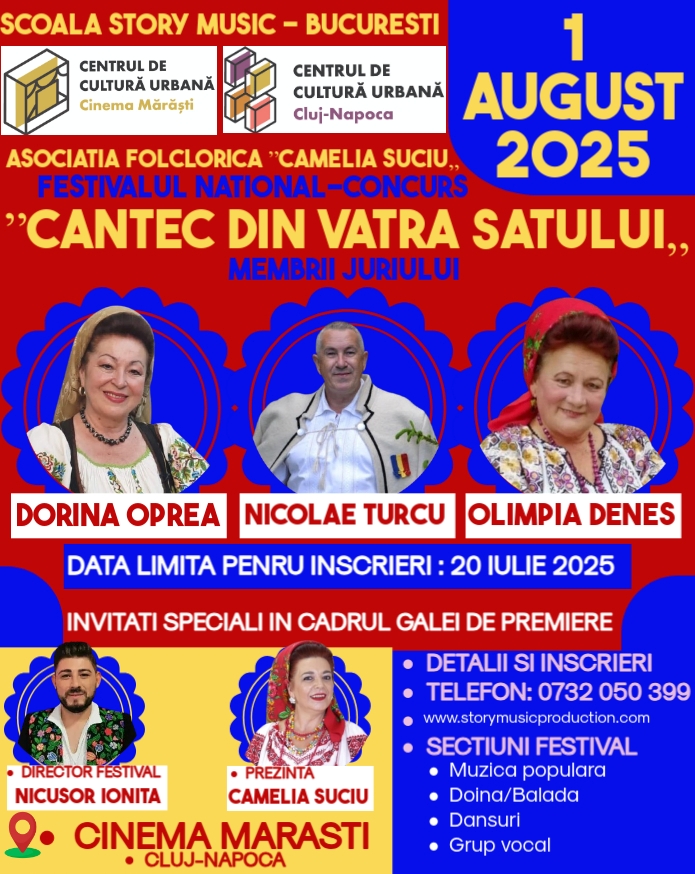 SCOALA STORY MUSIC – BUCURESTI
1
AUGUST
2025
CENTRUL DE
CULTURĂ URBANĂ
Cinema Mărăști
CENTRUL DE
CULTURĂ URBANĂ
Cluj-Napoca
ASOCIATIA FOLCLORICA ”CAMELIA SUCIU„
FESTIVALUL NATIONAL-CONCURS
”CANTEC DIN VATRA SATULUI„
MEMBRII JURIULUI
DORINA OPREA
NICOLAE TURCU
OLIMPIA DENES
DATA LIMITA PENRU INSCRIERI : 20 IULIE 2025
INVITATI SPECIALI IN CADRUL GALEI DE PREMIERE
• DIRECTOR FESTIVAL
NICUSOR IONITA
• PREZINTA
CAMELIA SUCIU
• CINEMA MARASTI
• CLUJ-NAPOCA
• DETALII SI INSCRIERI
• TELEFON: 0732 050 399
• www.storymusicproduction.com
• SECTIUNI FESTIVAL
• Muzica populara
• Doina/Balada
• Dansuri
• Grup vocal